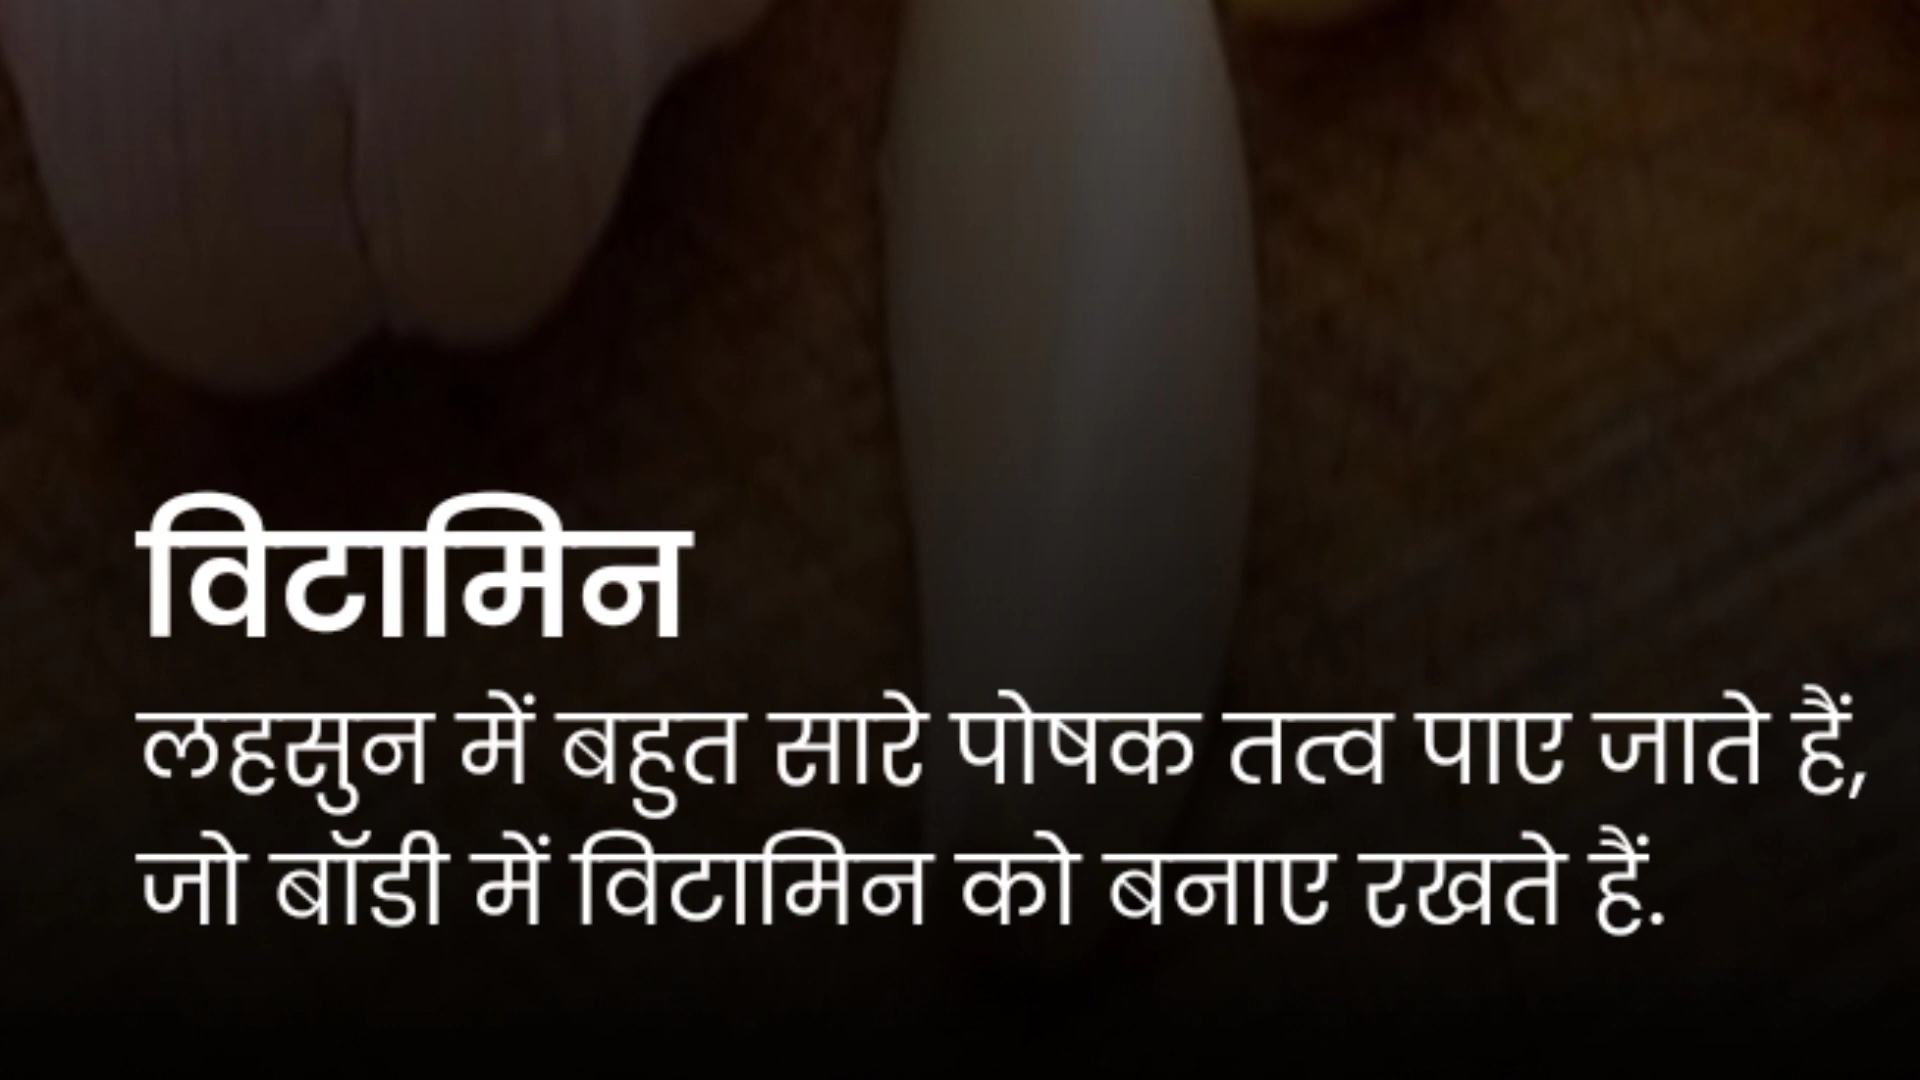 विटामिन
लहसुन में बहुत सारे पोषक तत्व पाए जाते हैं,
जो बॉडी में विटामिन को बनाए रखते हैं.